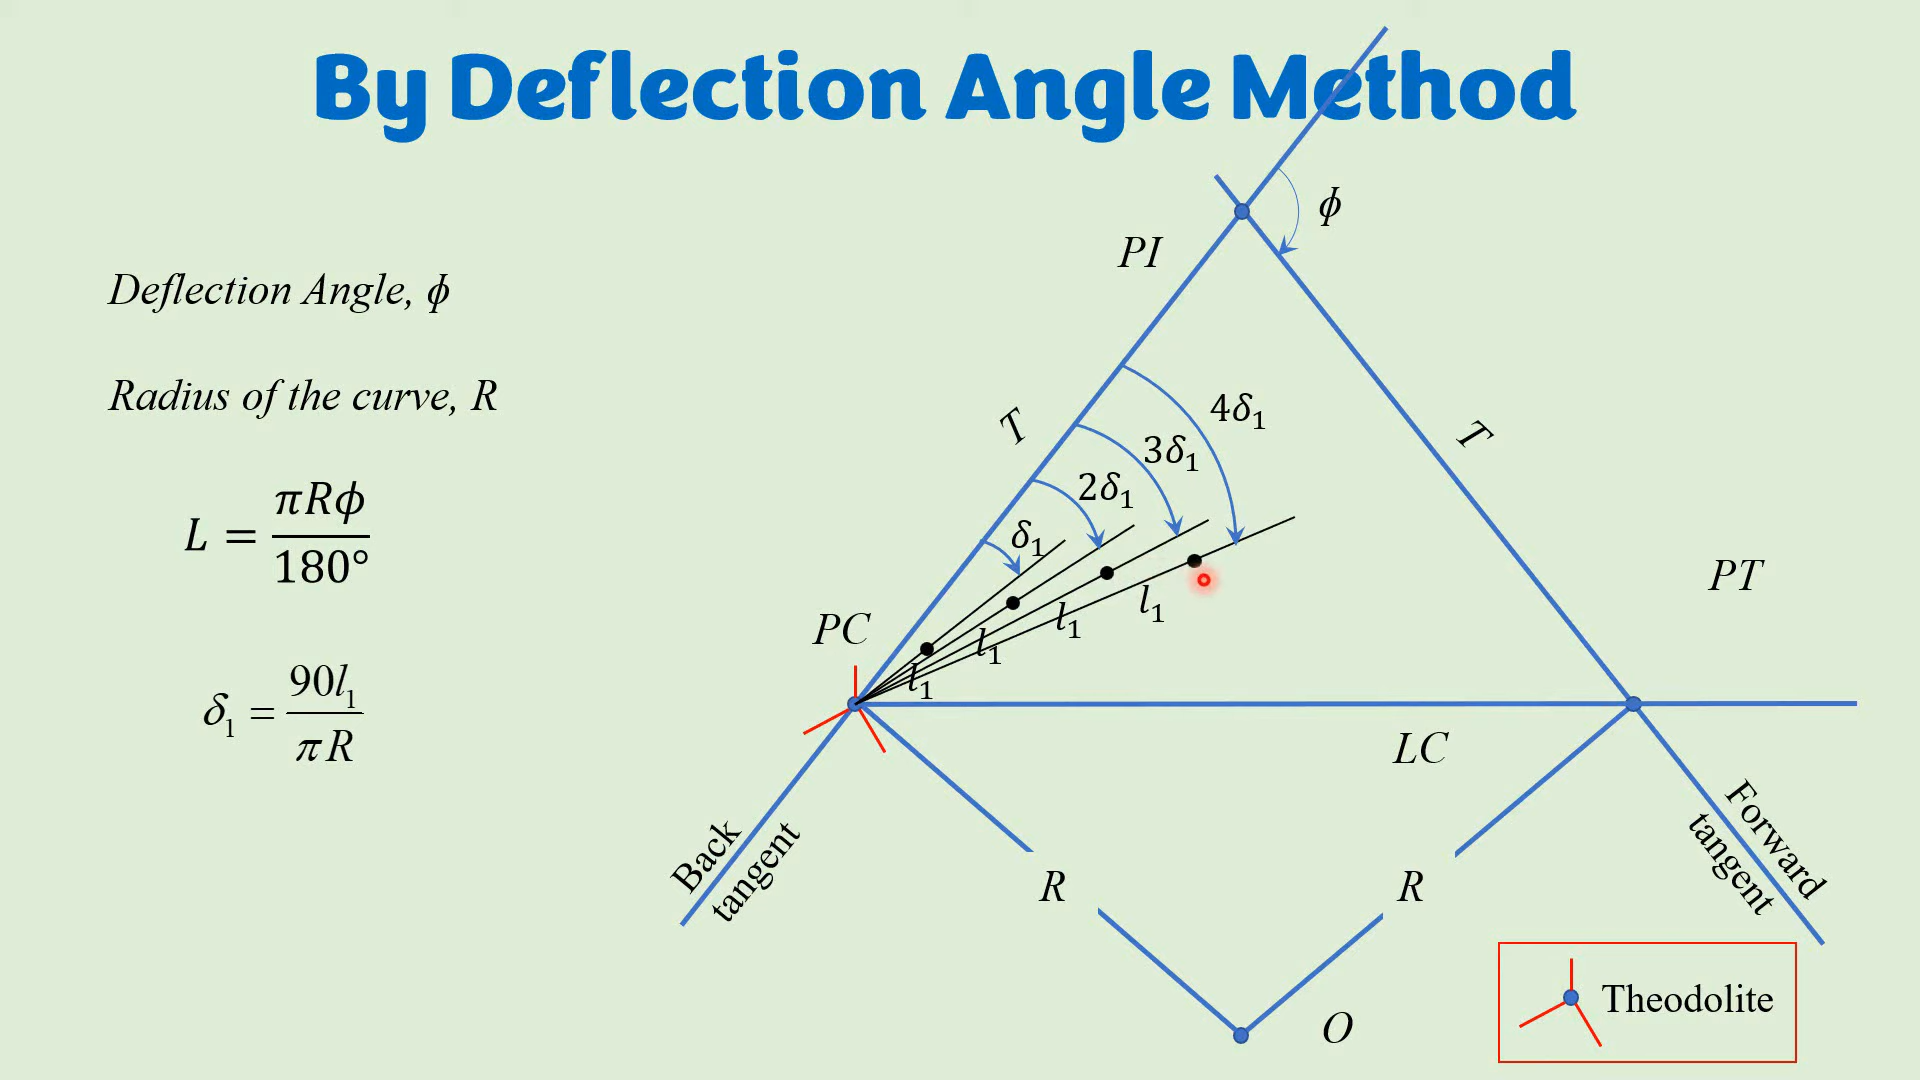 By Deflection Angle Method
Deflection Angle, ϕ
Radius of the curve, R
L = πRϕ / 180°
δ₁ = 90l₁ / πR
ϕ
PI
T
T
4δ₁
3δ₁
2δ₁
δ₁
l₁
l₁
l₁
l₁
PC
PT
LC
Back
tangent
Forward
tangent
R
R
O
Theodolite